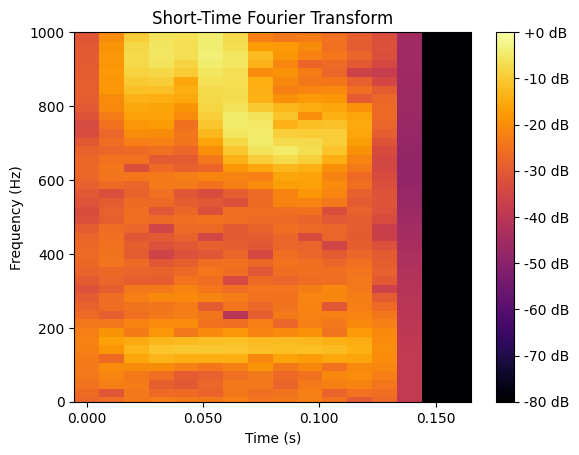 Short-Time Fourier Transform
1000
800
600
400
200
0
Frequency (Hz)
0.000
0.050
0.100
0.150
Time (s)
+0 dB
-10 dB
-20 dB
-30 dB
-40 dB
-50 dB
-60 dB
-70 dB
-80 dB